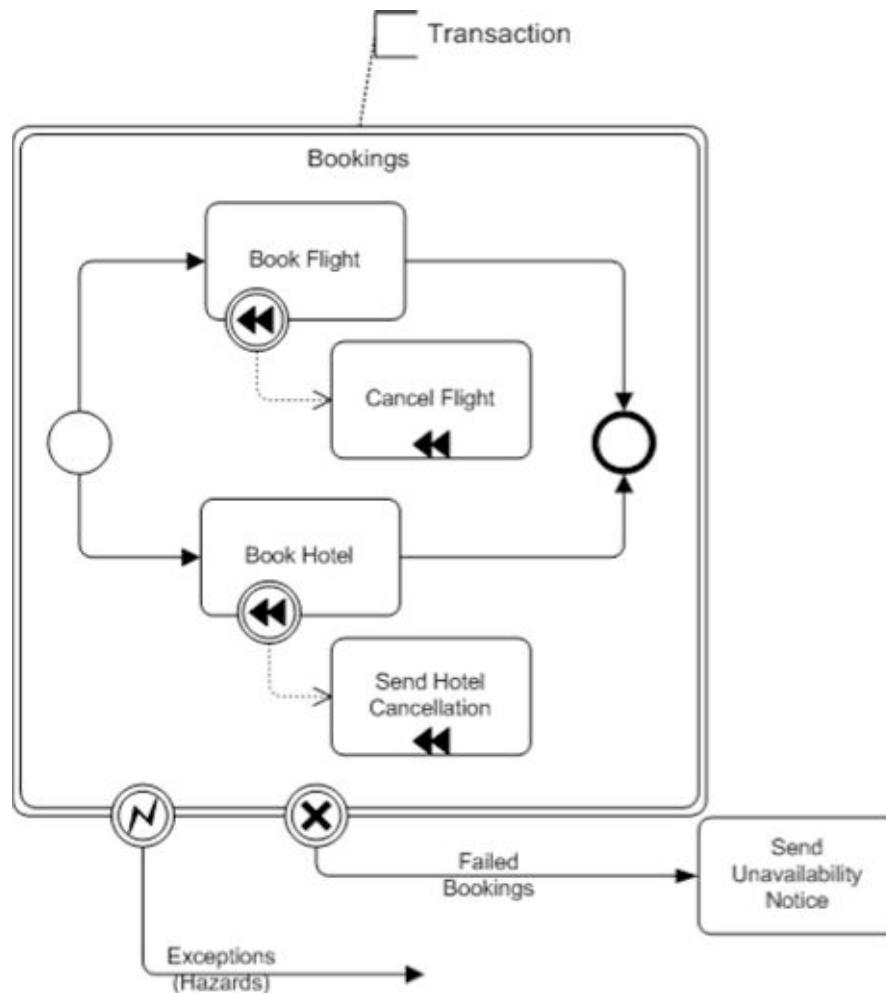 Transaction
Bookings
Book Flight
Cancel Flight
Book Hotel
Send Hotel
Cancellation
Failed
Bookings
Send
Unavailability
Notice
Exceptions
(Hazards)